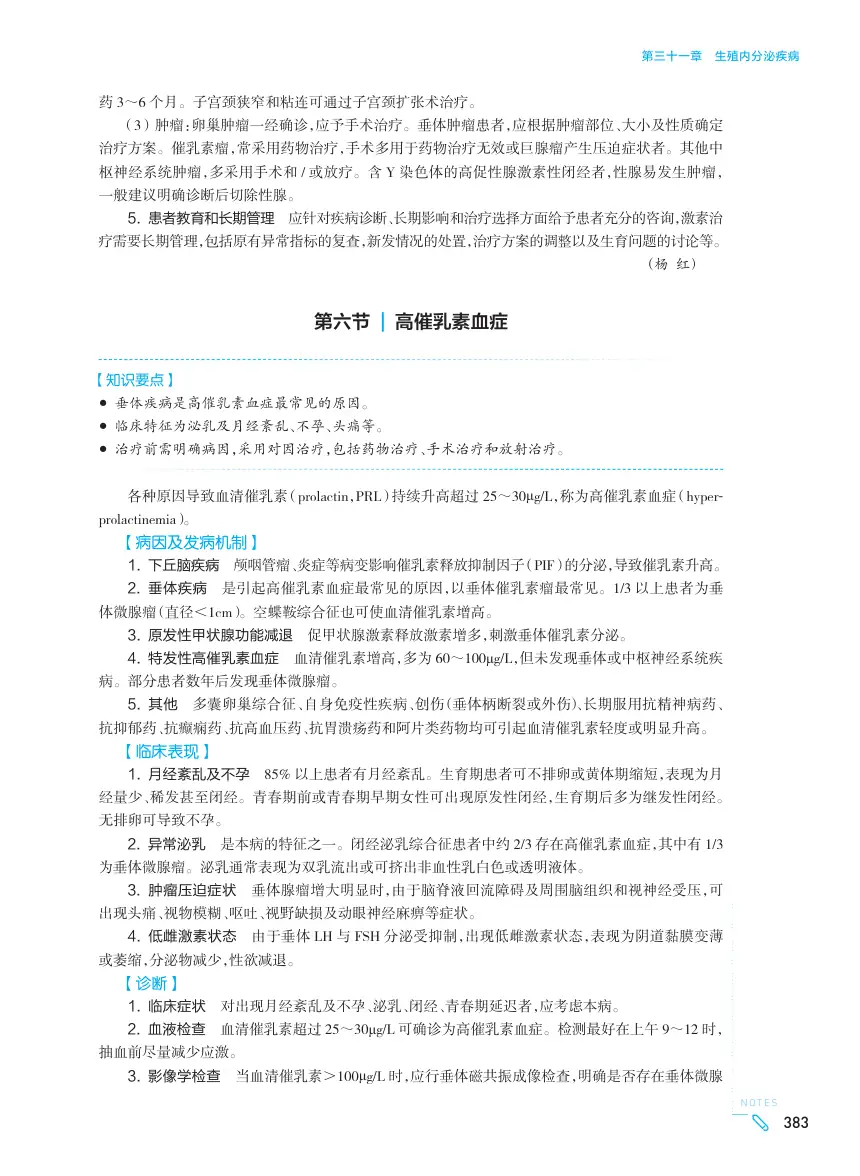 第三十一章 生殖内分泌疾病
药 3～6 个月。子宫颈狭窄和粘连可通过子宫颈扩张术治疗。
（3）肿瘤：卵巢肿瘤一经确诊，应予手术治疗。垂体肿瘤患者，应根据肿瘤部位、大小及性质确定
治疗方案。催乳素瘤，常采用药物治疗，手术多用于药物治疗无效或巨腺瘤产生压迫症状者。其他中
枢神经系统肿瘤，多采用手术和 / 或放疗。含 Y 染色体的高促性腺激素性闭经者，性腺易发生肿瘤，
一般建议明确诊断后切除性腺。
5. 患者教育和长期管理 应针对疾病诊断、长期影响和治疗选择方面给予患者充分的咨询，激素治
疗需要长期管理，包括原有异常指标的复查，新发情况的处置，治疗方案的调整以及生育问题的讨论等。
（杨 红）
第六节 | 高催乳素血症
【知识要点】
● 垂体疾病是高催乳素血症最常见的原因。
● 临床特征为泌乳及月经紊乱、不孕、头痛等。
● 治疗前需明确病因，采用对因治疗，包括药物治疗、手术治疗和放射治疗。
各种原因导致血清催乳素（prolactin，PRL）持续升高超过 25～30μg/L，称为高催乳素血症（hyper-
prolactinemia）。
【病因及发病机制】
1. 下丘脑疾病 颅咽管瘤、炎症等病变影响催乳素释放抑制因子（PIF）的分泌，导致催乳素升高。
2. 垂体疾病 是引起高催乳素血症最常见的原因，以垂体催乳素瘤最常见。1/3 以上患者为垂
体微腺瘤（直径＜1cm）。空蝶鞍综合征也可使血清催乳素增高。
3. 原发性甲状腺功能减退 促甲状腺激素释放激素增多，刺激垂体催乳素分泌。
4. 特发性高催乳素血症 血清催乳素增高，多为 60～100μg/L，但未发现垂体或中枢神经系统疾
病。部分患者数年后发现垂体微腺瘤。
5. 其他 多囊卵巢综合征、自身免疫性疾病、创伤（垂体柄断裂或外伤）、长期服用抗精神病药、
抗抑郁药、抗癫痫药、抗高血压药、抗胃溃疡药和阿片类药物均可引起血清催乳素轻度或明显升高。
【临床表现】
1. 月经紊乱及不孕 85% 以上患者有月经紊乱。生育期患者可不排卵或黄体期缩短，表现为月
经量少、稀发甚至闭经。青春期前或青春期早期女性可出现原发性闭经，生育期后多为继发性闭经。
无排卵可导致不孕。
2. 异常泌乳 是本病的特征之一。闭经泌乳综合征患者中约 2/3 存在高催乳素血症，其中有 1/3
为垂体微腺瘤。泌乳通常表现为双乳流出或可挤出非血性乳白色或透明液体。
3. 肿瘤压迫症状 垂体腺瘤增大明显时，由于脑脊液回流障碍及周围脑组织和视神经受压，可
出现头痛、视物模糊、呕吐、视野缺损及动眼神经麻痹等症状。
4. 低雌激素状态 由于垂体 LH 与 FSH 分泌受抑制，出现低雌激素状态，表现为阴道黏膜变薄
或萎缩，分泌物减少，性欲减退。
【诊断】
1. 临床症状 对出现月经紊乱及不孕、泌乳、闭经、青春期延迟者，应考虑本病。
2. 血液检查 血清催乳素超过 25～30μg/L 可确诊为高催乳素血症。检测最好在上午 9～12 时，
抽血前尽量减少应激。
3. 影像学检查 当血清催乳素＞100μg/L 时，应行垂体磁共振成像检查，明确是否存在垂体微腺
NOTES
383